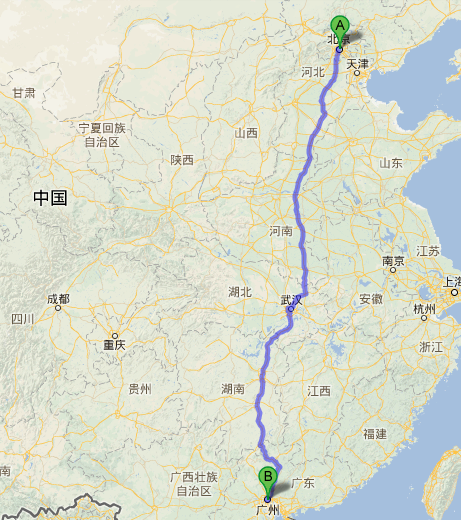 A
北京
天津
河北
甘肃
宁夏回族
自治区
山西
陕西
山东
中国
河南
江苏
南京
上海
成都
湖北
武汉
安徽
杭州
四川
重庆
浙江
贵州
湖南
江西
福建
广西壮族
自治区
B
广东
广州
南